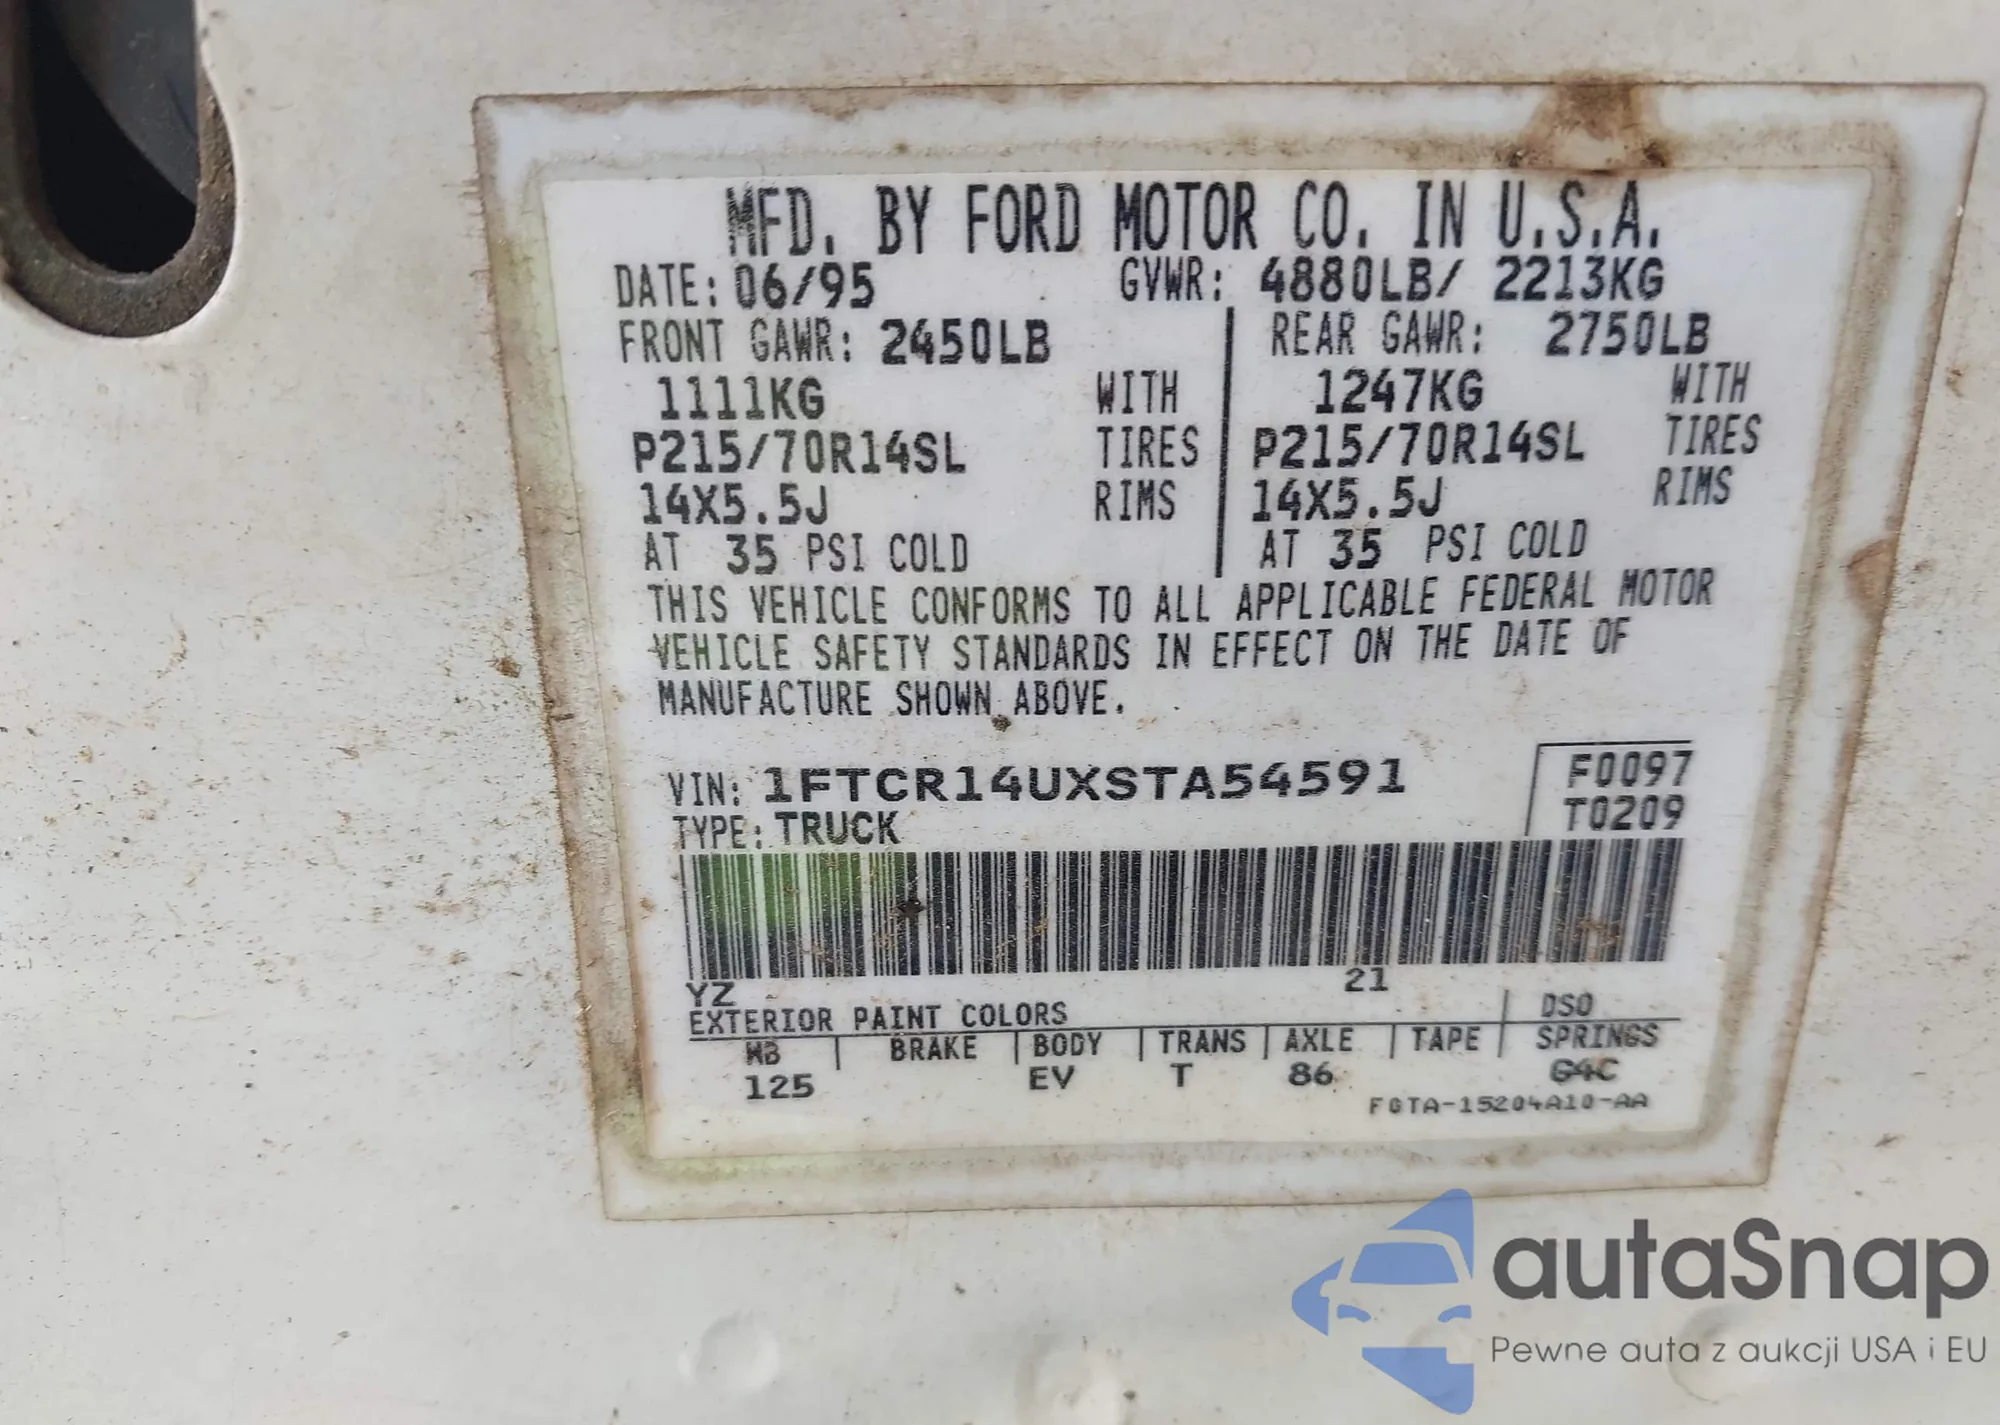 MFD. BY FORD MOTOR CO. IN U.S.A.
DATE: 06/95 GVWR: 4880LB/ 2213KG
FRONT GAWR: 2450LB REAR GAWR: 2750LB
1111KG WITH 1247KG WITH
P215/70R14SL TIRES P215/70R14SL TIRES
14X5.5J RIMS 14X5.5J RIMS
AT 35 PSI COLD AT 35 PSI COLD
THIS VEHICLE CONFORMS TO ALL APPLICABLE FEDERAL MOTOR
VEHICLE SAFETY STANDARDS IN EFFECT ON THE DATE OF
MANUFACTURE SHOWN ABOVE.
VIN: 1FTCR14UXSTA54591 F0097
TYPE: TRUCK T0209
YZ 21
EXTERIOR PAINT COLORS DSO
WB BRAKE BODY TRANS AXLE TAPE SPRINGS
125 EV T 86 G4C
F0TA-15204A10-AA
autaSnap
Pewne auta z aukcji USA i EU